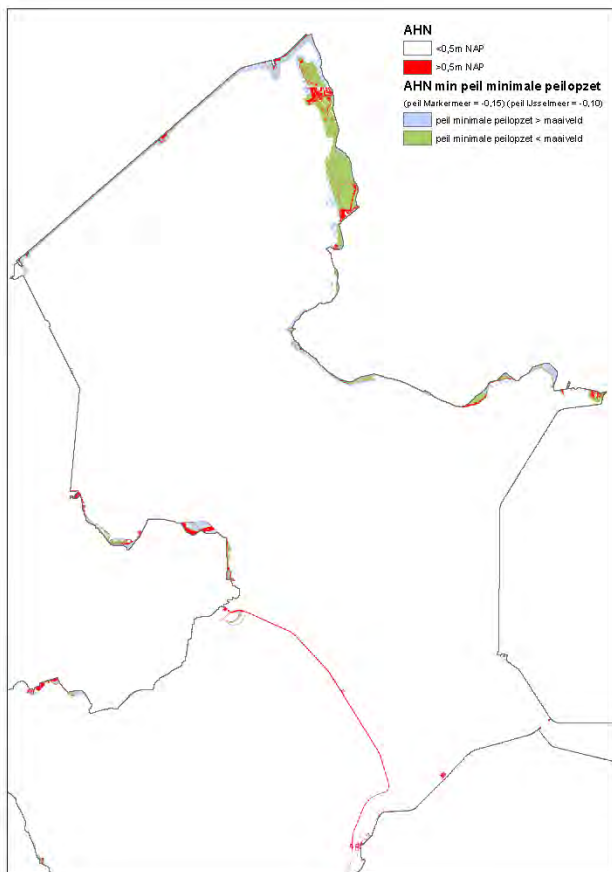 AHN
<0,5m NAP
>0,5m NAP
AHN min peil minimale peilopzet
(peil Markermeer = -0,15) (peil IJsselmeer = -0,10)
peil minimale peilopzet > maaiveld
peil minimale peilopzet < maaiveld